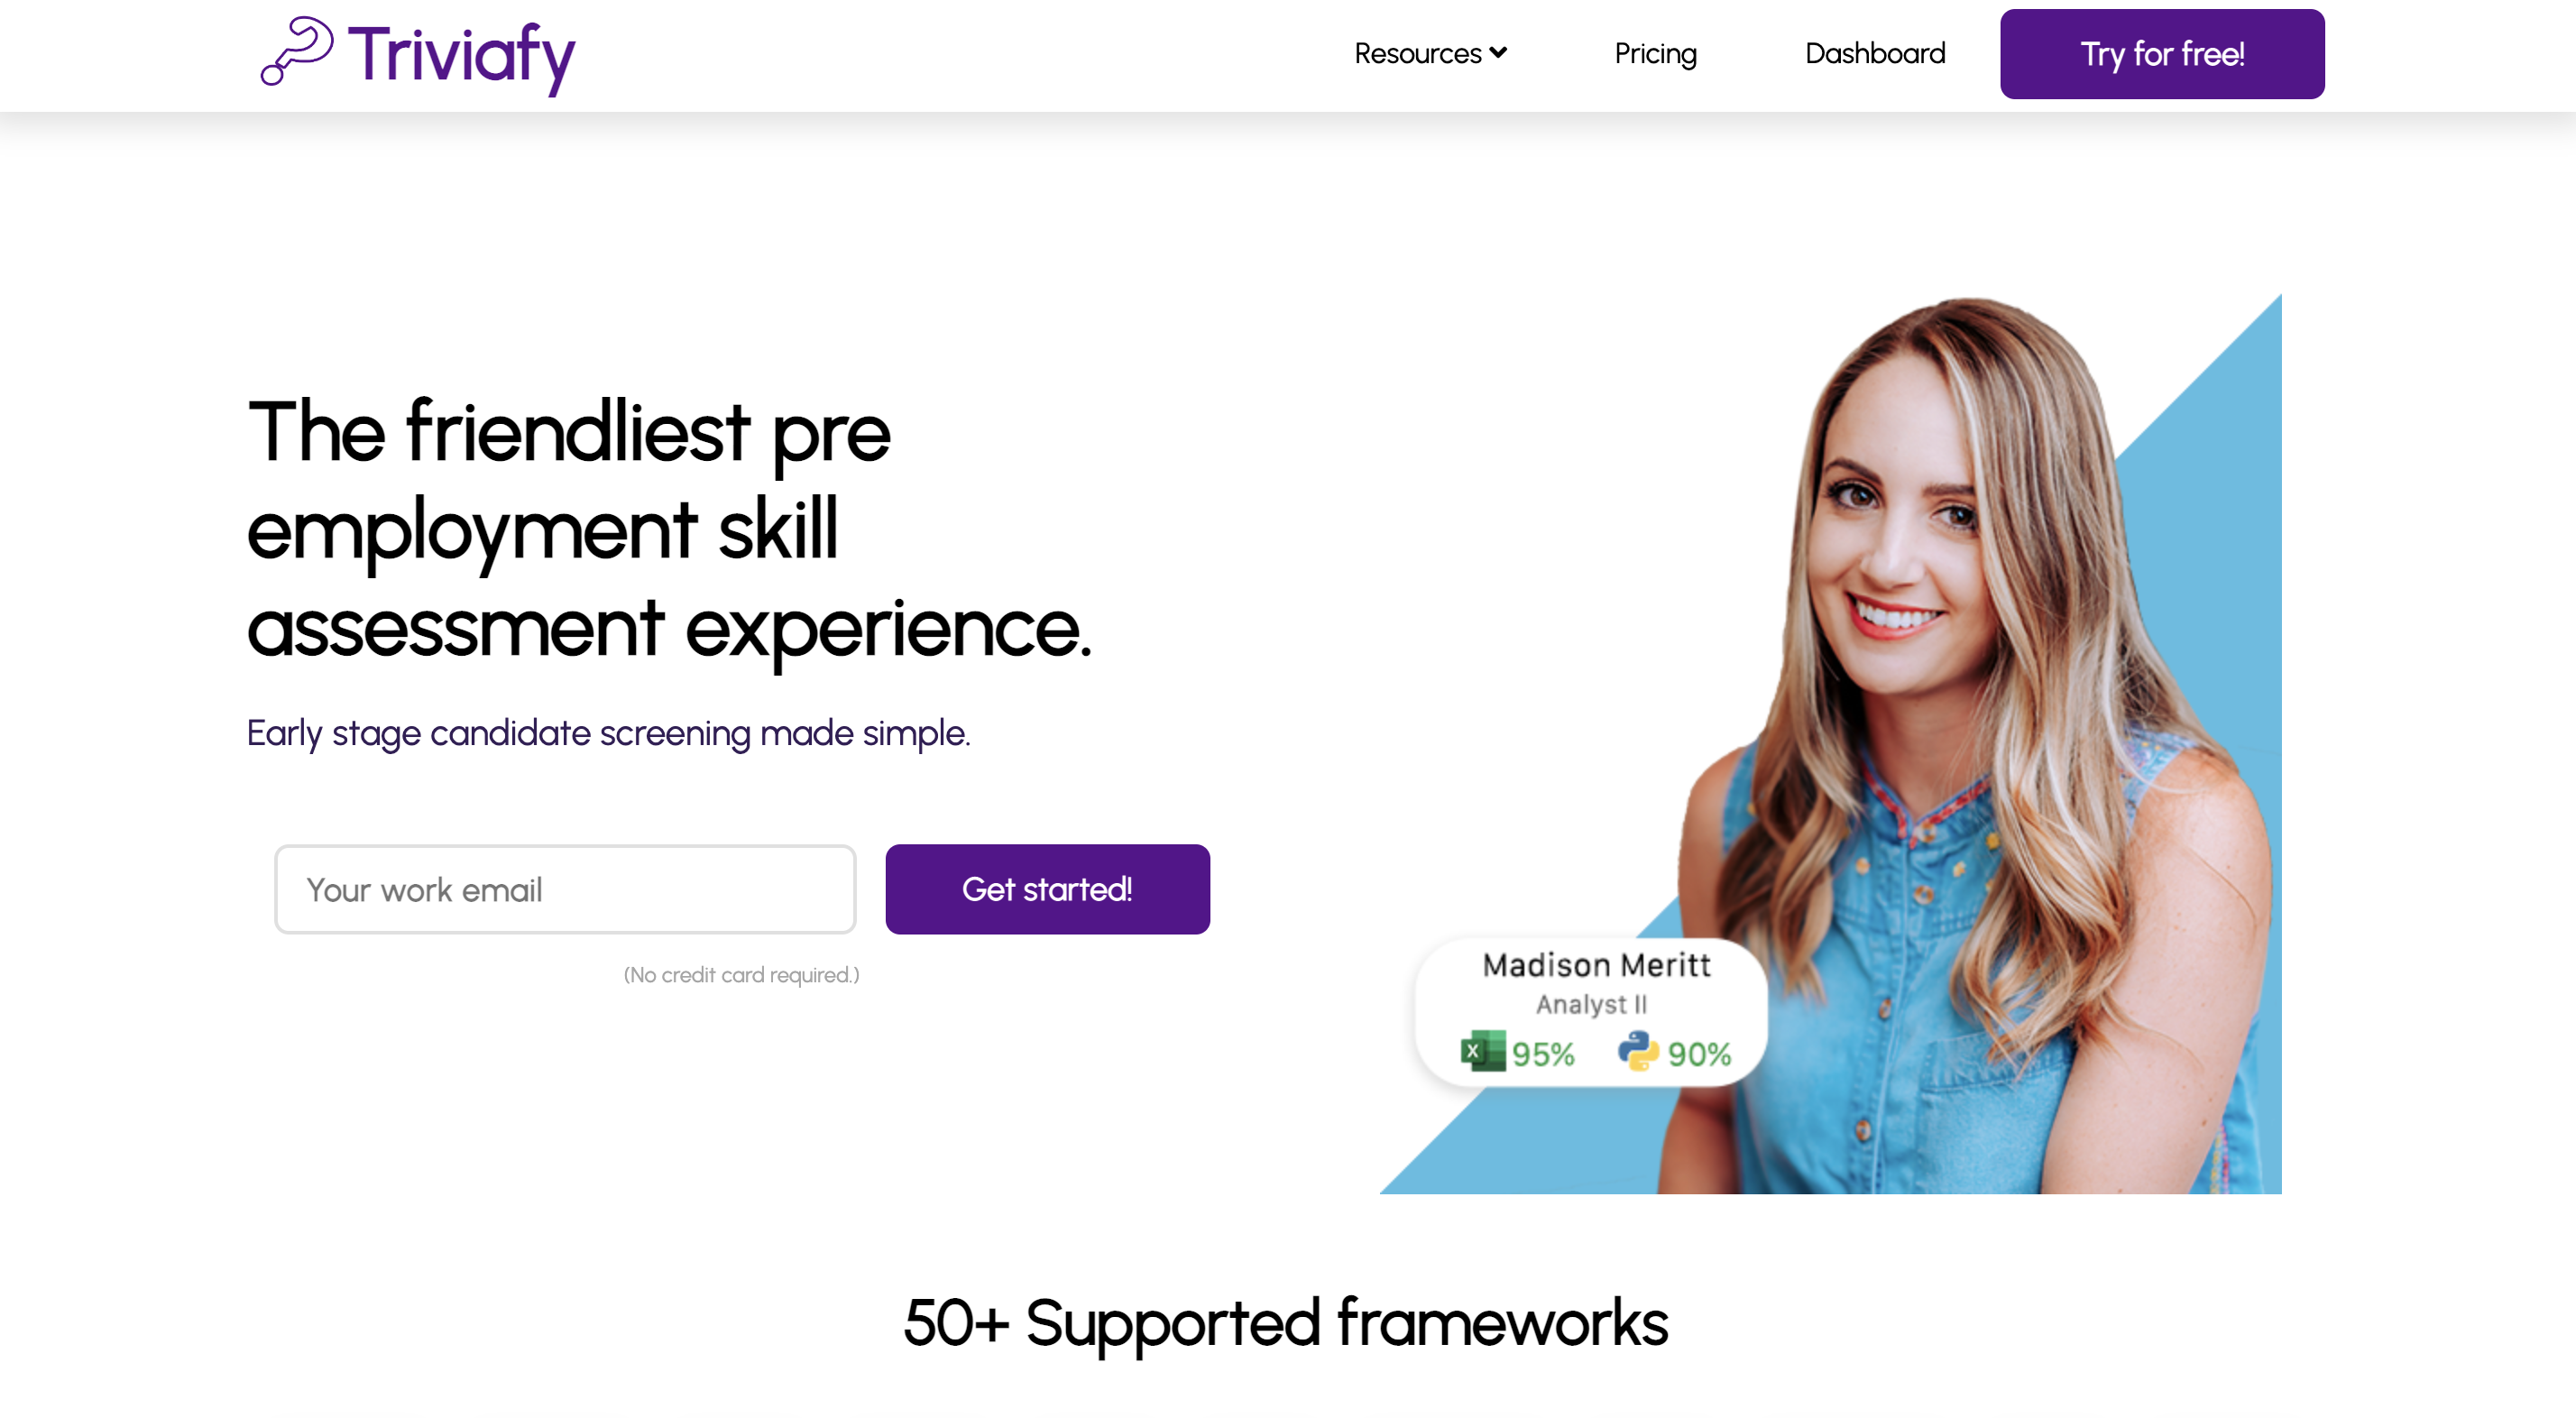 Triviafy
Resources
Pricing
Dashboard
Try for free!
The friendliest pre
employment skill
assessment experience.
Early stage candidate screening made simple.
Your work email
Get started!
(No credit card required.)
Madison Meritt
Analyst II
X 95% 90%
50+ Supported frameworks